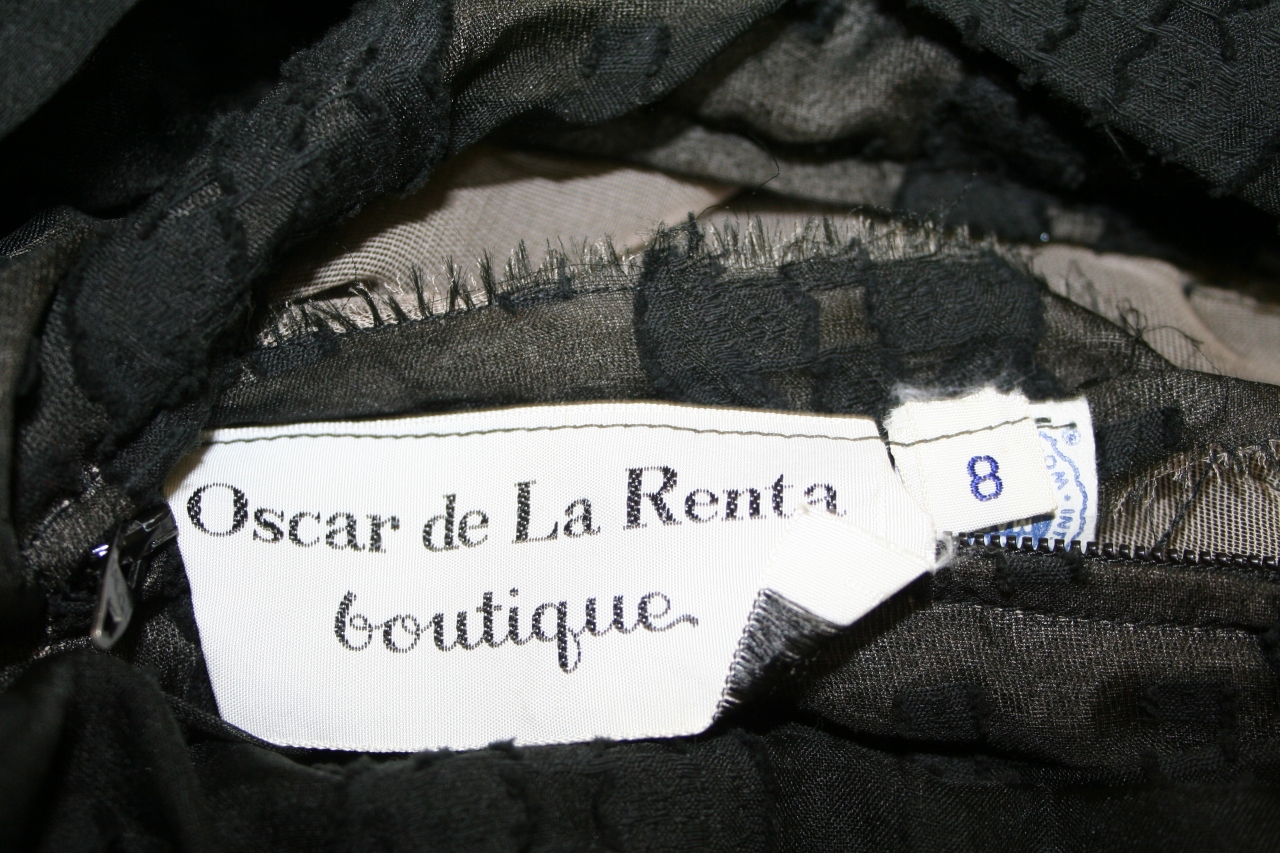 Oscar de La Renta
boutique
8